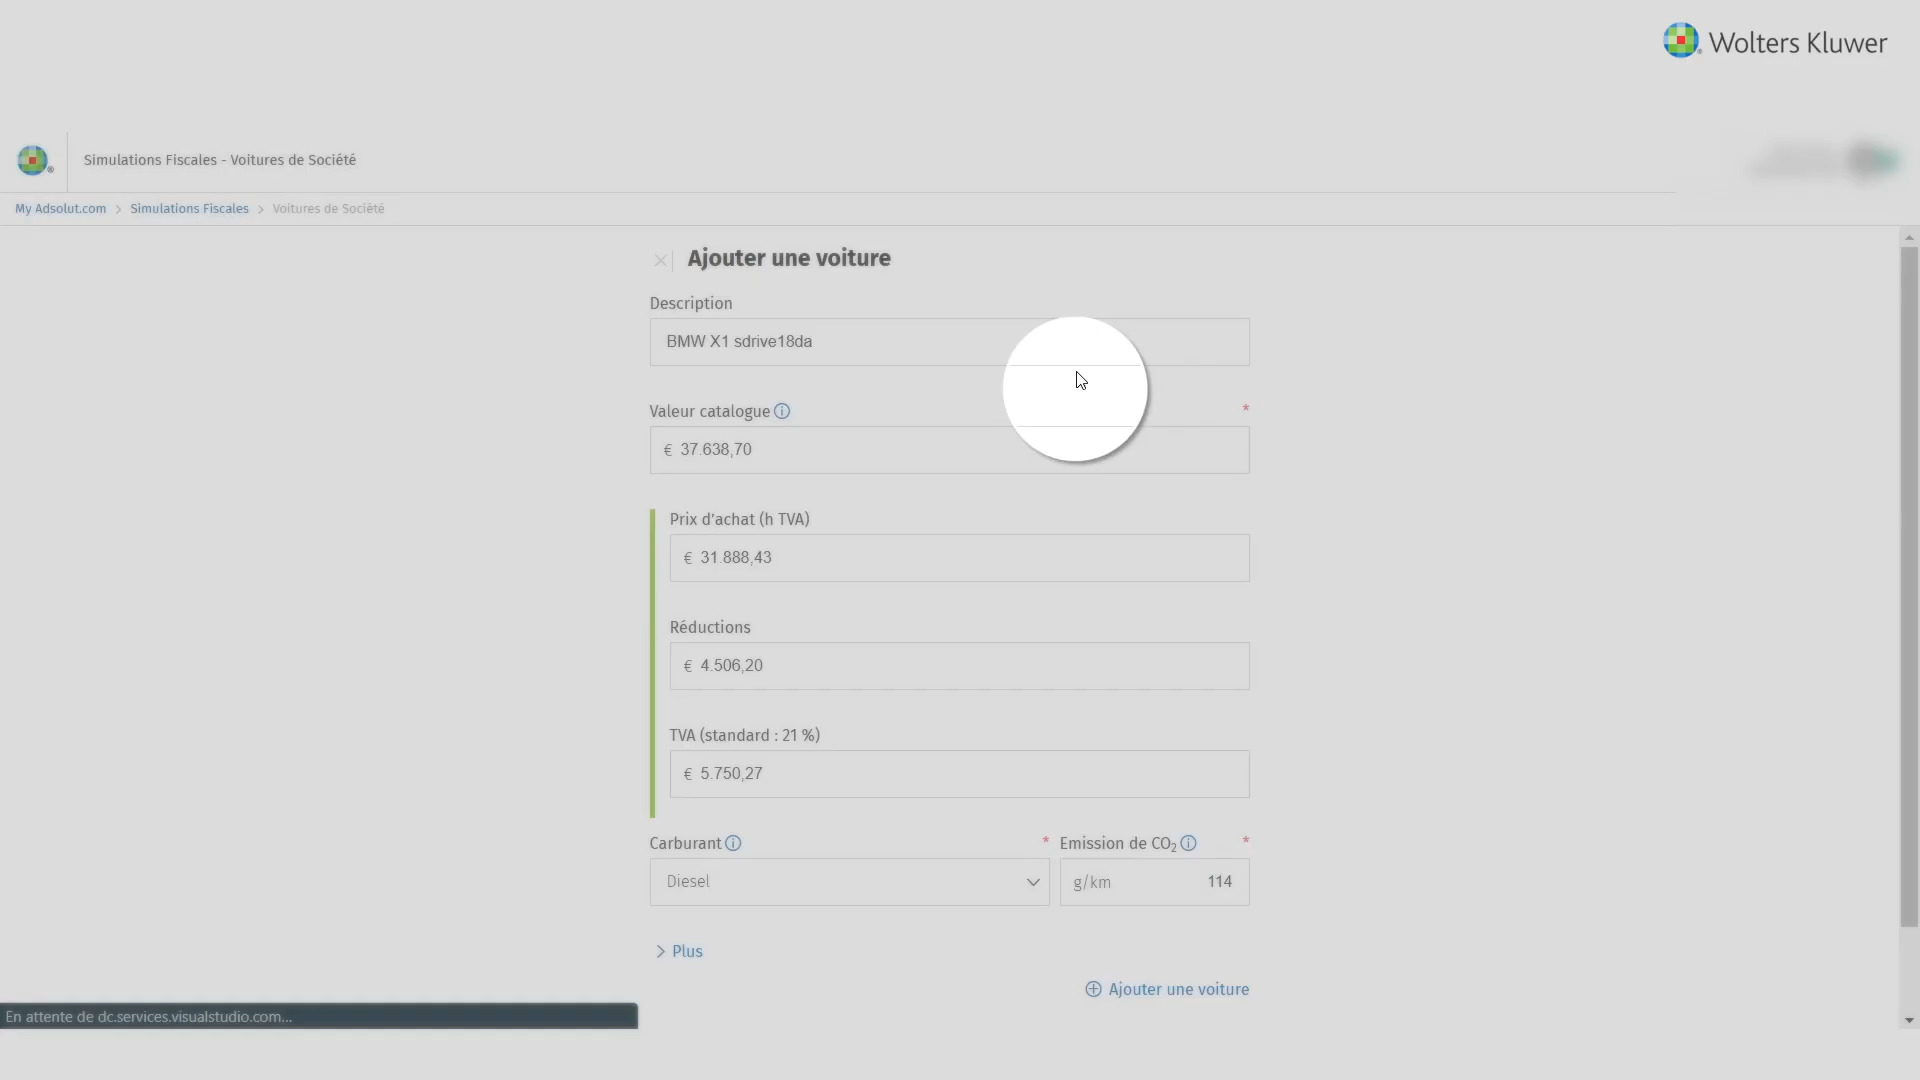 Wolters Kluwer
Simulations Fiscales - Voitures de Société
My Adsolut.com > Simulations Fiscales > Voitures de Société
Ajouter une voiture
Description
BMW X1 sdrive18da
Valeur catalogue *
€ 37.638,70
Prix d'achat (h TVA)
€ 31.888,43
Réductions
€ 4.506,20
TVA (standard : 21 %)
€ 5.750,27
Carburant * Emission de CO₂ *
Diesel g/km 114
> Plus
Ajouter une voiture
En attente de dc.services.visualstudio.com...